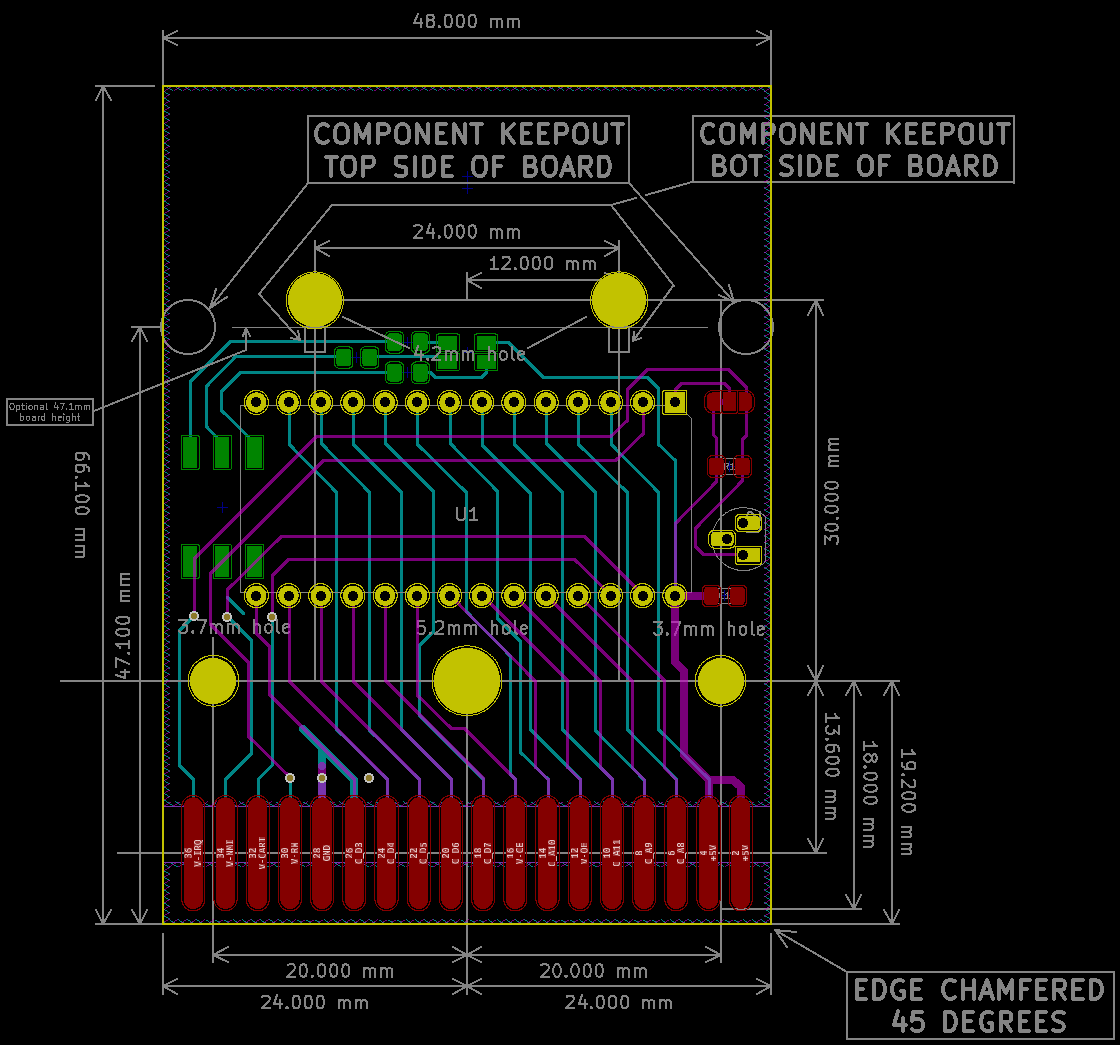 48.000 mm
COMPONENT KEEPOUT
TOP SIDE OF BOARD
COMPONENT KEEPOUT
BOT SIDE OF BOARD
24.000 mm
12.000 mm
4.2mm hole
Optional 47.1mm
board height
66.100 mm
47.100 mm
30.000 mm
R1
U1
3.7mm hole
5.2mm hole
3.7mm hole
13.600 mm
18.000 mm
19.200 mm
36 V-IRQ
34 V-NMI
32 V-CART
30 V-RW
28 GND
26 C_D3
24 C_D4
22 C_D5
20 C_D6
18 C_D7
16 V-CE
14 C_A10
12 V-OE
10 C_A11
8 C_A9
6 C_A8
4 +5V
2 +5V
20.000 mm
20.000 mm
24.000 mm
24.000 mm
EDGE CHAMFERED
45 DEGREES